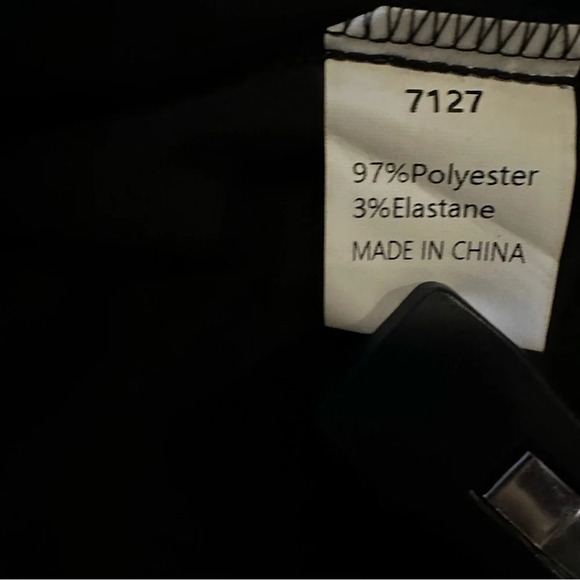 7127
97%Polyester
3%Elastane
MADE IN CHINA